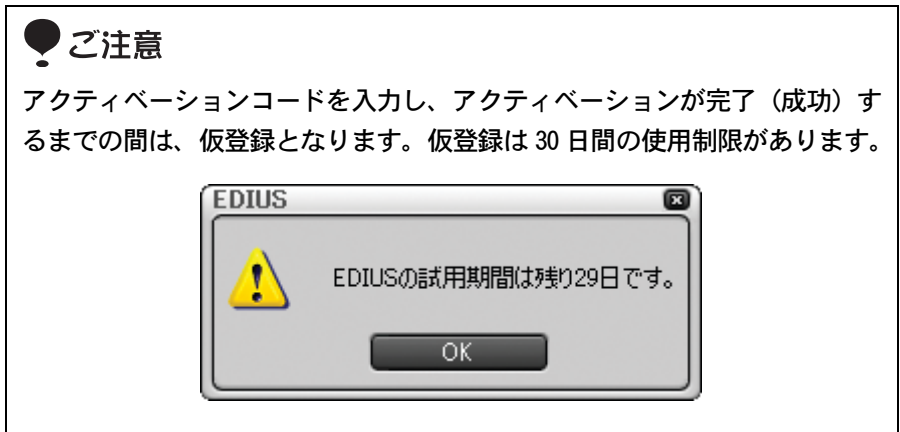 ご注意
アクティベーションコードを入力し、アクティベーションが完了（成功）す
るまでの間は、仮登録となります。仮登録は 30 日間の使用制限があります。
EDIUS
EDIUSの試用期間は残り29日です。
OK